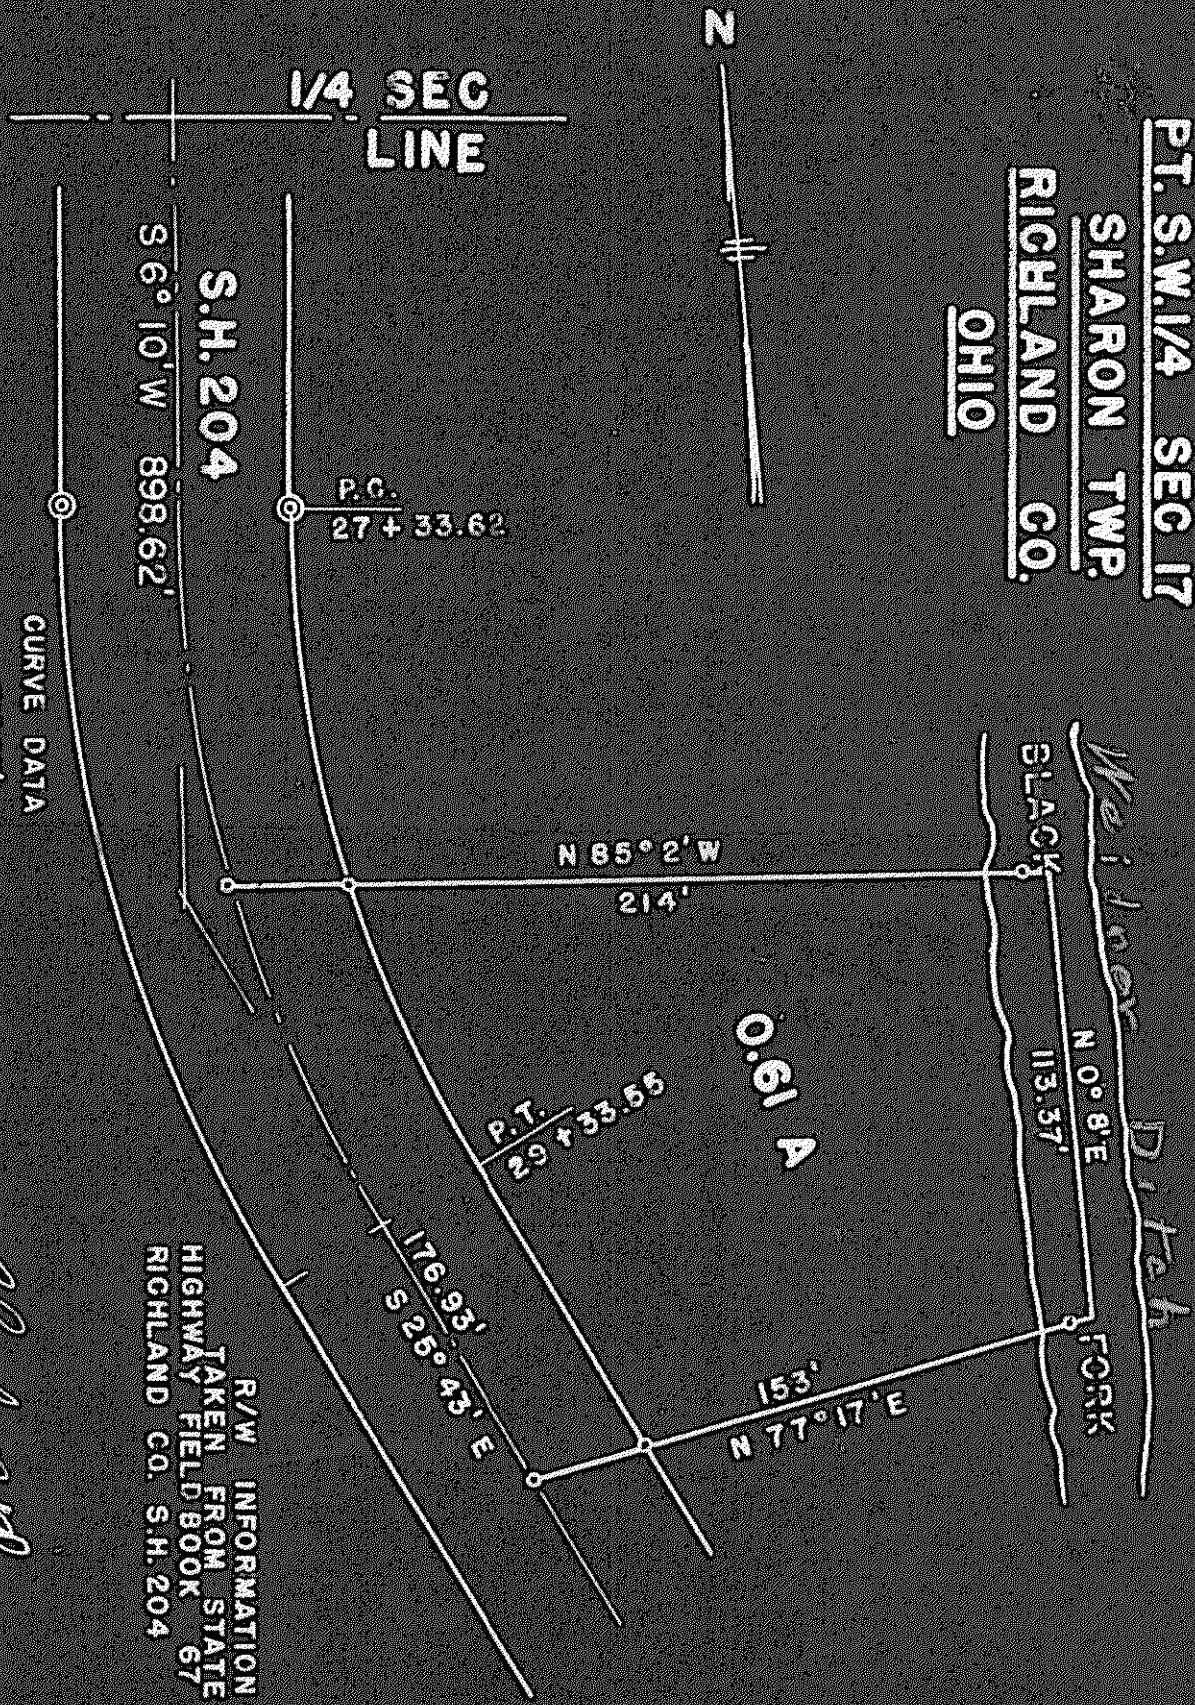 PT. S.W.1/4 SEC 17
SHARON TWP.
RICHLAND CO.
OHIO
N
1/4 SEC
LINE
S.H. 204
S 6° 10' W 898.62'
P.C.
27 + 33.62
CURVE DATA
N 85° 2' W
214'
Weidner Ditch
BLACK FORK
N 0° 8' E
113.37'
0.61 A
P.T.
29 + 33.55
176.93'
S 25° 43' E
153'
N 77° 17' E
R/W INFORMATION
TAKEN FROM STATE
HIGHWAY FIELD BOOK 67
RICHLAND CO. S.H. 204